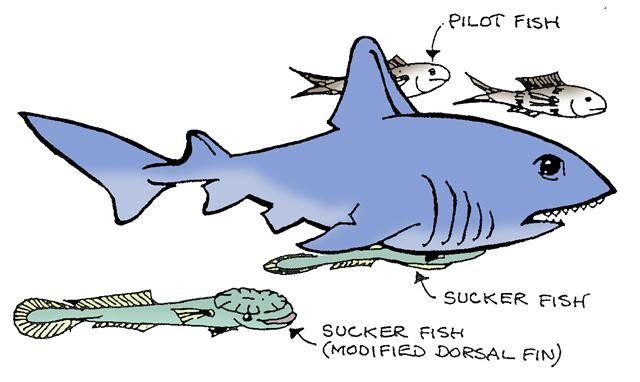 PILOT FISH
SUCKER FISH
SUCKER FISH
(MODIFIED DORSAL FIN)